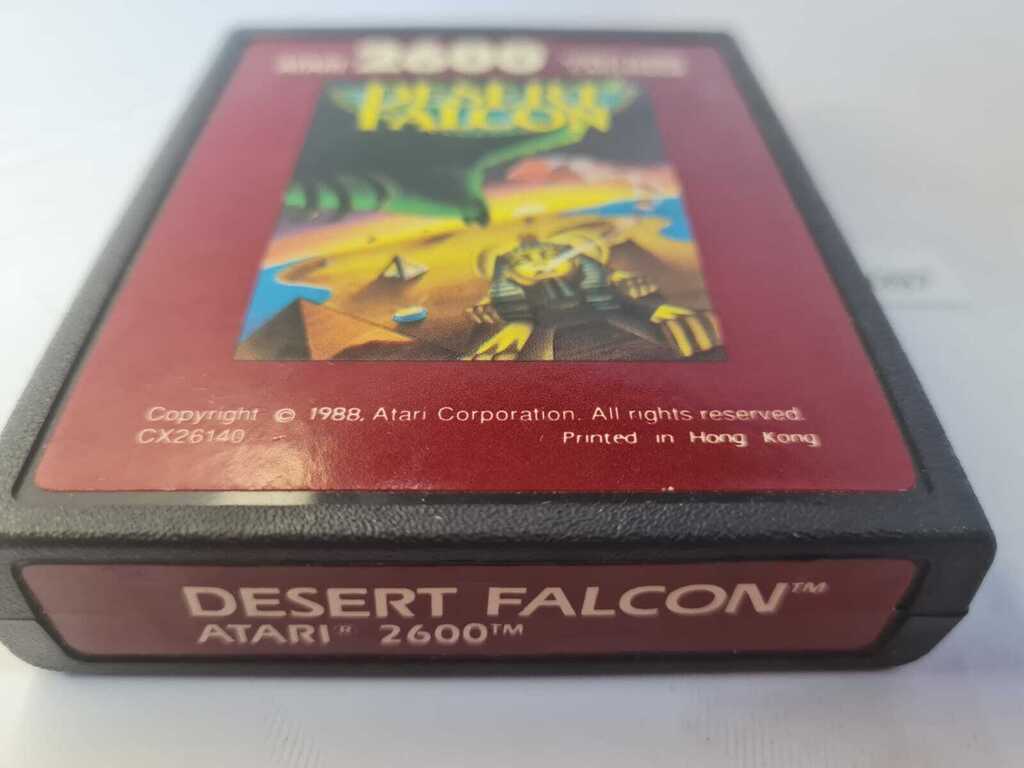 2600
DESERT
FALCON
Copyright © 1988, Atari Corporation. All rights reserved.
CX26140
Printed in Hong Kong
DESERT FALCON™
ATARI® 2600™